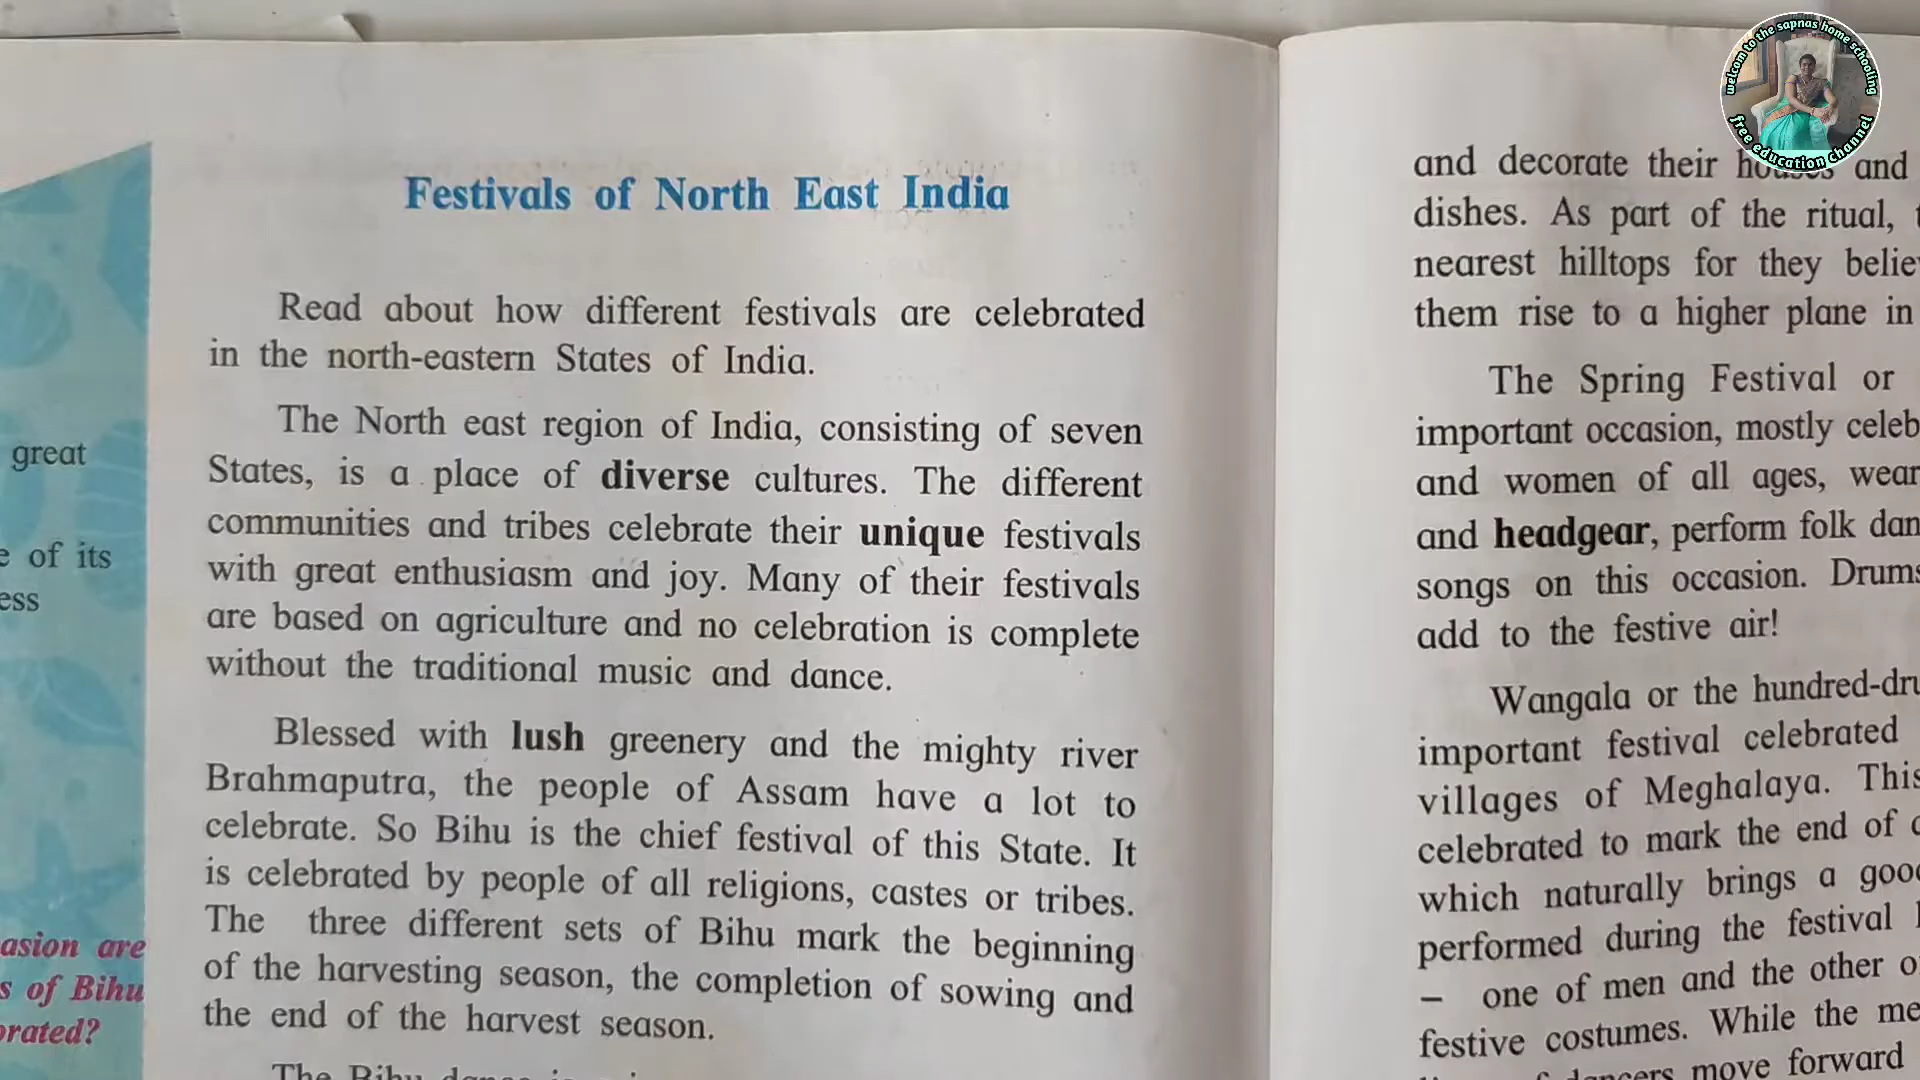 Festivals of North East India
Read about how different festivals are celebrated
in the north-eastern States of India.
The North east region of India, consisting of seven
States, is a place of diverse cultures. The different
communities and tribes celebrate their unique festivals
with great enthusiasm and joy. Many of their festivals
are based on agriculture and no celebration is complete
without the traditional music and dance.
Blessed with lush greenery and the mighty river
Brahmaputra, the people of Assam have a lot to
celebrate. So Bihu is the chief festival of this State. It
is celebrated by people of all religions, castes or tribes.
The three different sets of Bihu mark the beginning
of the harvesting season, the completion of sowing and
the end of the harvest season.
The Bihu dance is
great
of its
are
of Bihu
and decorate their houses and
dishes. As part of the ritual,
nearest hilltops for they
them rise to a higher plane in
The Spring Festival or
important occasion, mostly
and women of all ages,
and headgear, perform folk
songs on this occasion. Drums
add to the festive air!
Wangala or the
important festival celebrated
villages of Meghalaya. This
celebrated to mark the end of
which naturally brings a
performed during the festival
– one of men and the other
festive costumes. While the
dancers move forward
welcom to the sapnas home schooling
free education channel